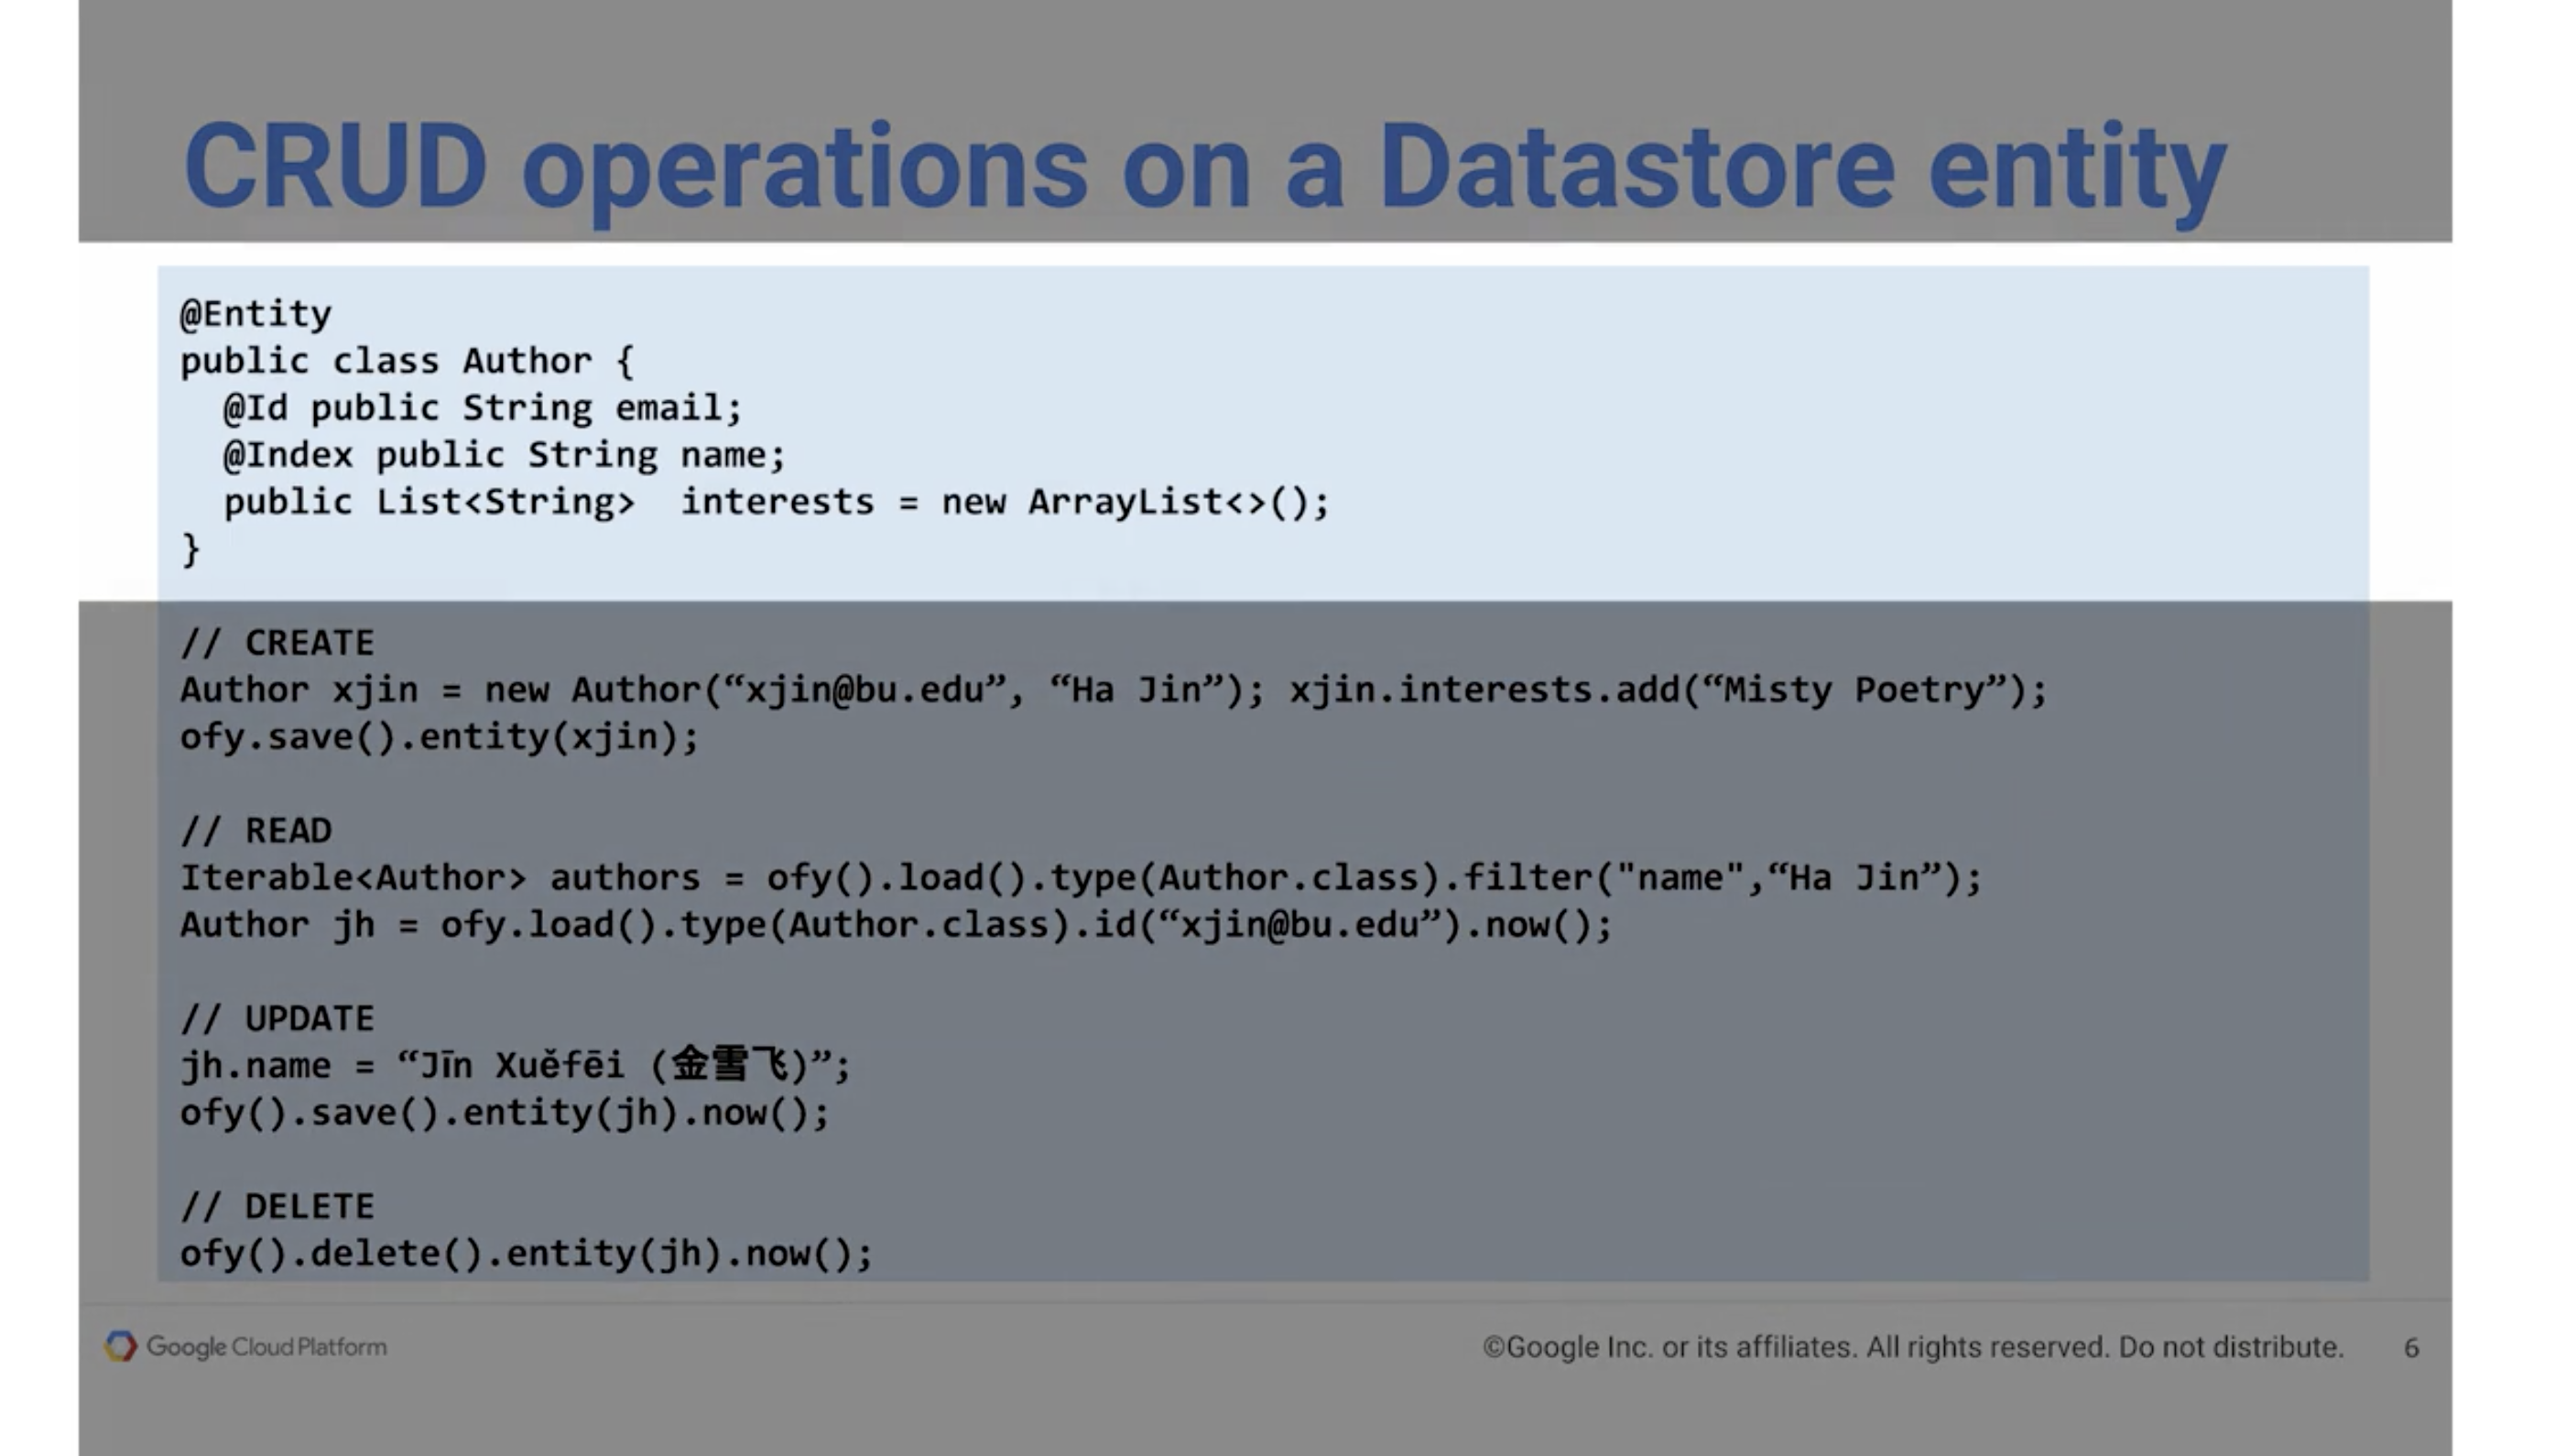 CRUD operations on a Datastore entity
@Entity
public class Author {
  @Id public String email;
  @Index public String name;
  public List<String>  interests = new ArrayList<>();
}
// CREATE
Author xjin = new Author(“xjin@bu.edu”, “Ha Jin”); xjin.interests.add(“Misty Poetry”);
ofy.save().entity(xjin);
// READ
Iterable<Author> authors = ofy().load().type(Author.class).filter("name",“Ha Jin”);
Author jh = ofy.load().type(Author.class).id(“xjin@bu.edu”).now();
// UPDATE
jh.name = “Jīn Xuěfēi (金雪飞)”;
ofy().save().entity(jh).now();
// DELETE
ofy().delete().entity(jh).now();
Google Cloud Platform
©Google Inc. or its affiliates. All rights reserved. Do not distribute. 6